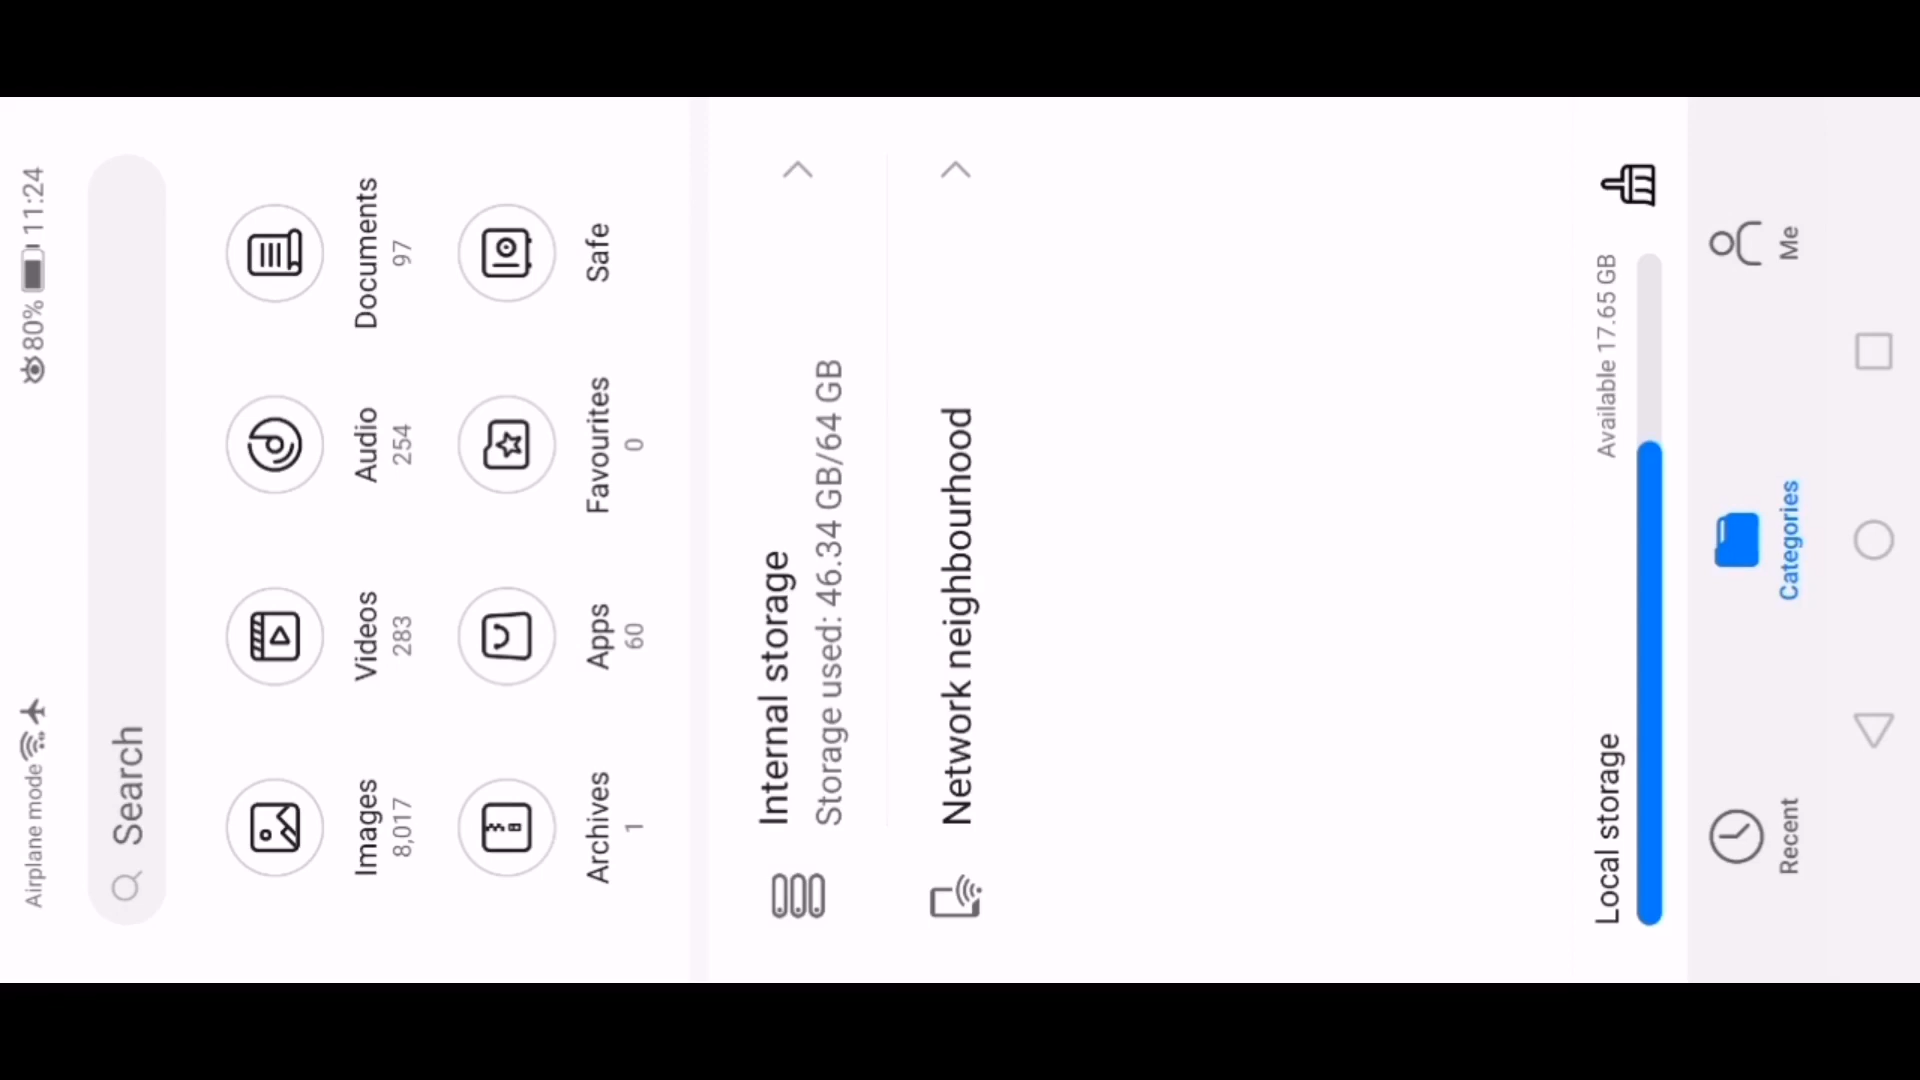 Airplane mode 80% 11:24
Search
Images Videos Audio Documents
8,017 283 254 97
Archives Apps Favourites Safe
1 60 0
Internal storage
Storage used: 46.34 GB/64 GB
Network neighbourhood
Local storage Available 17.65 GB
Recent Categories Me